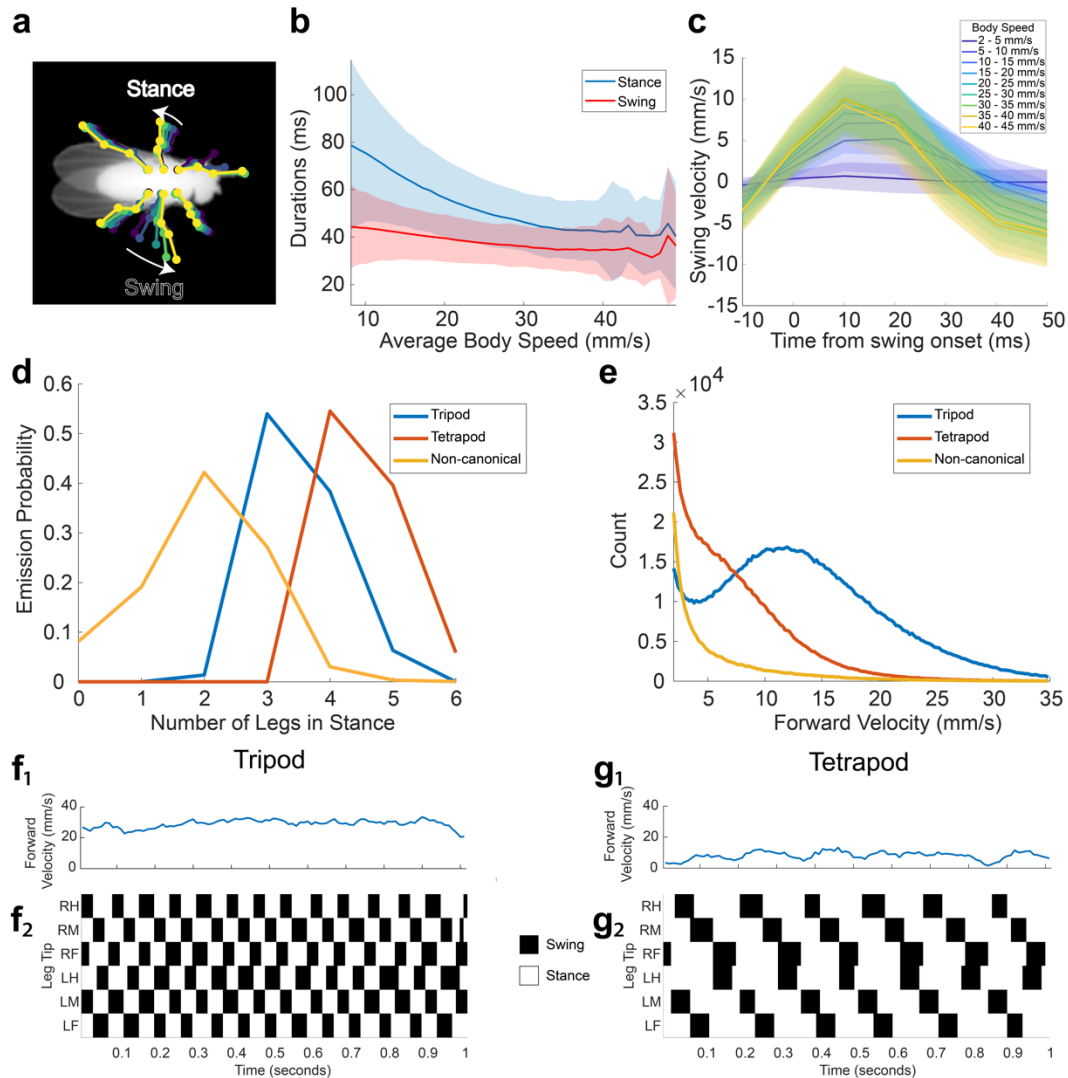 a
Stance
Swing
b
Durations (ms)
100
80
60
40
20
10
20
30
40
Average Body Speed (mm/s)
Stance
Swing
c
Swing velocity (mm/s)
15
10
5
0
-5
-10
-15
-10
0
10
20
30
40
50
Time from swing onset (ms)
Body Speed
2 - 5 mm/s
5 - 10 mm/s
10 - 15 mm/s
15 - 20 mm/s
20 - 25 mm/s
25 - 30 mm/s
30 - 35 mm/s
35 - 40 mm/s
40 - 45 mm/s
d
Emission Probability
0.6
0.5
0.4
0.3
0.2
0.1
0
0
1
2
3
4
5
6
Number of Legs in Stance
Tripod
Tetrapod
Non-canonical
e
× 10⁴
Count
3.5
3
2.5
2
1.5
1
0.5
0
5
10
15
20
25
30
35
Forward Velocity (mm/s)
Tripod
Tetrapod
Non-canonical
Tripod
f₁
Forward
Velocity (mm/s)
40
20
0
f₂
Leg Tip
RH
RM
RF
LH
LM
LF
0.1 0.2 0.3 0.4 0.5 0.6 0.7 0.8 0.9 1
Time (seconds)
Swing
Stance
Tetrapod
g₁
Forward
Velocity (mm/s)
40
20
0
g₂
Leg Tip
RH
RM
RF
LH
LM
LF
0.1 0.2 0.3 0.4 0.5 0.6 0.7 0.8 0.9 1
Time (seconds)